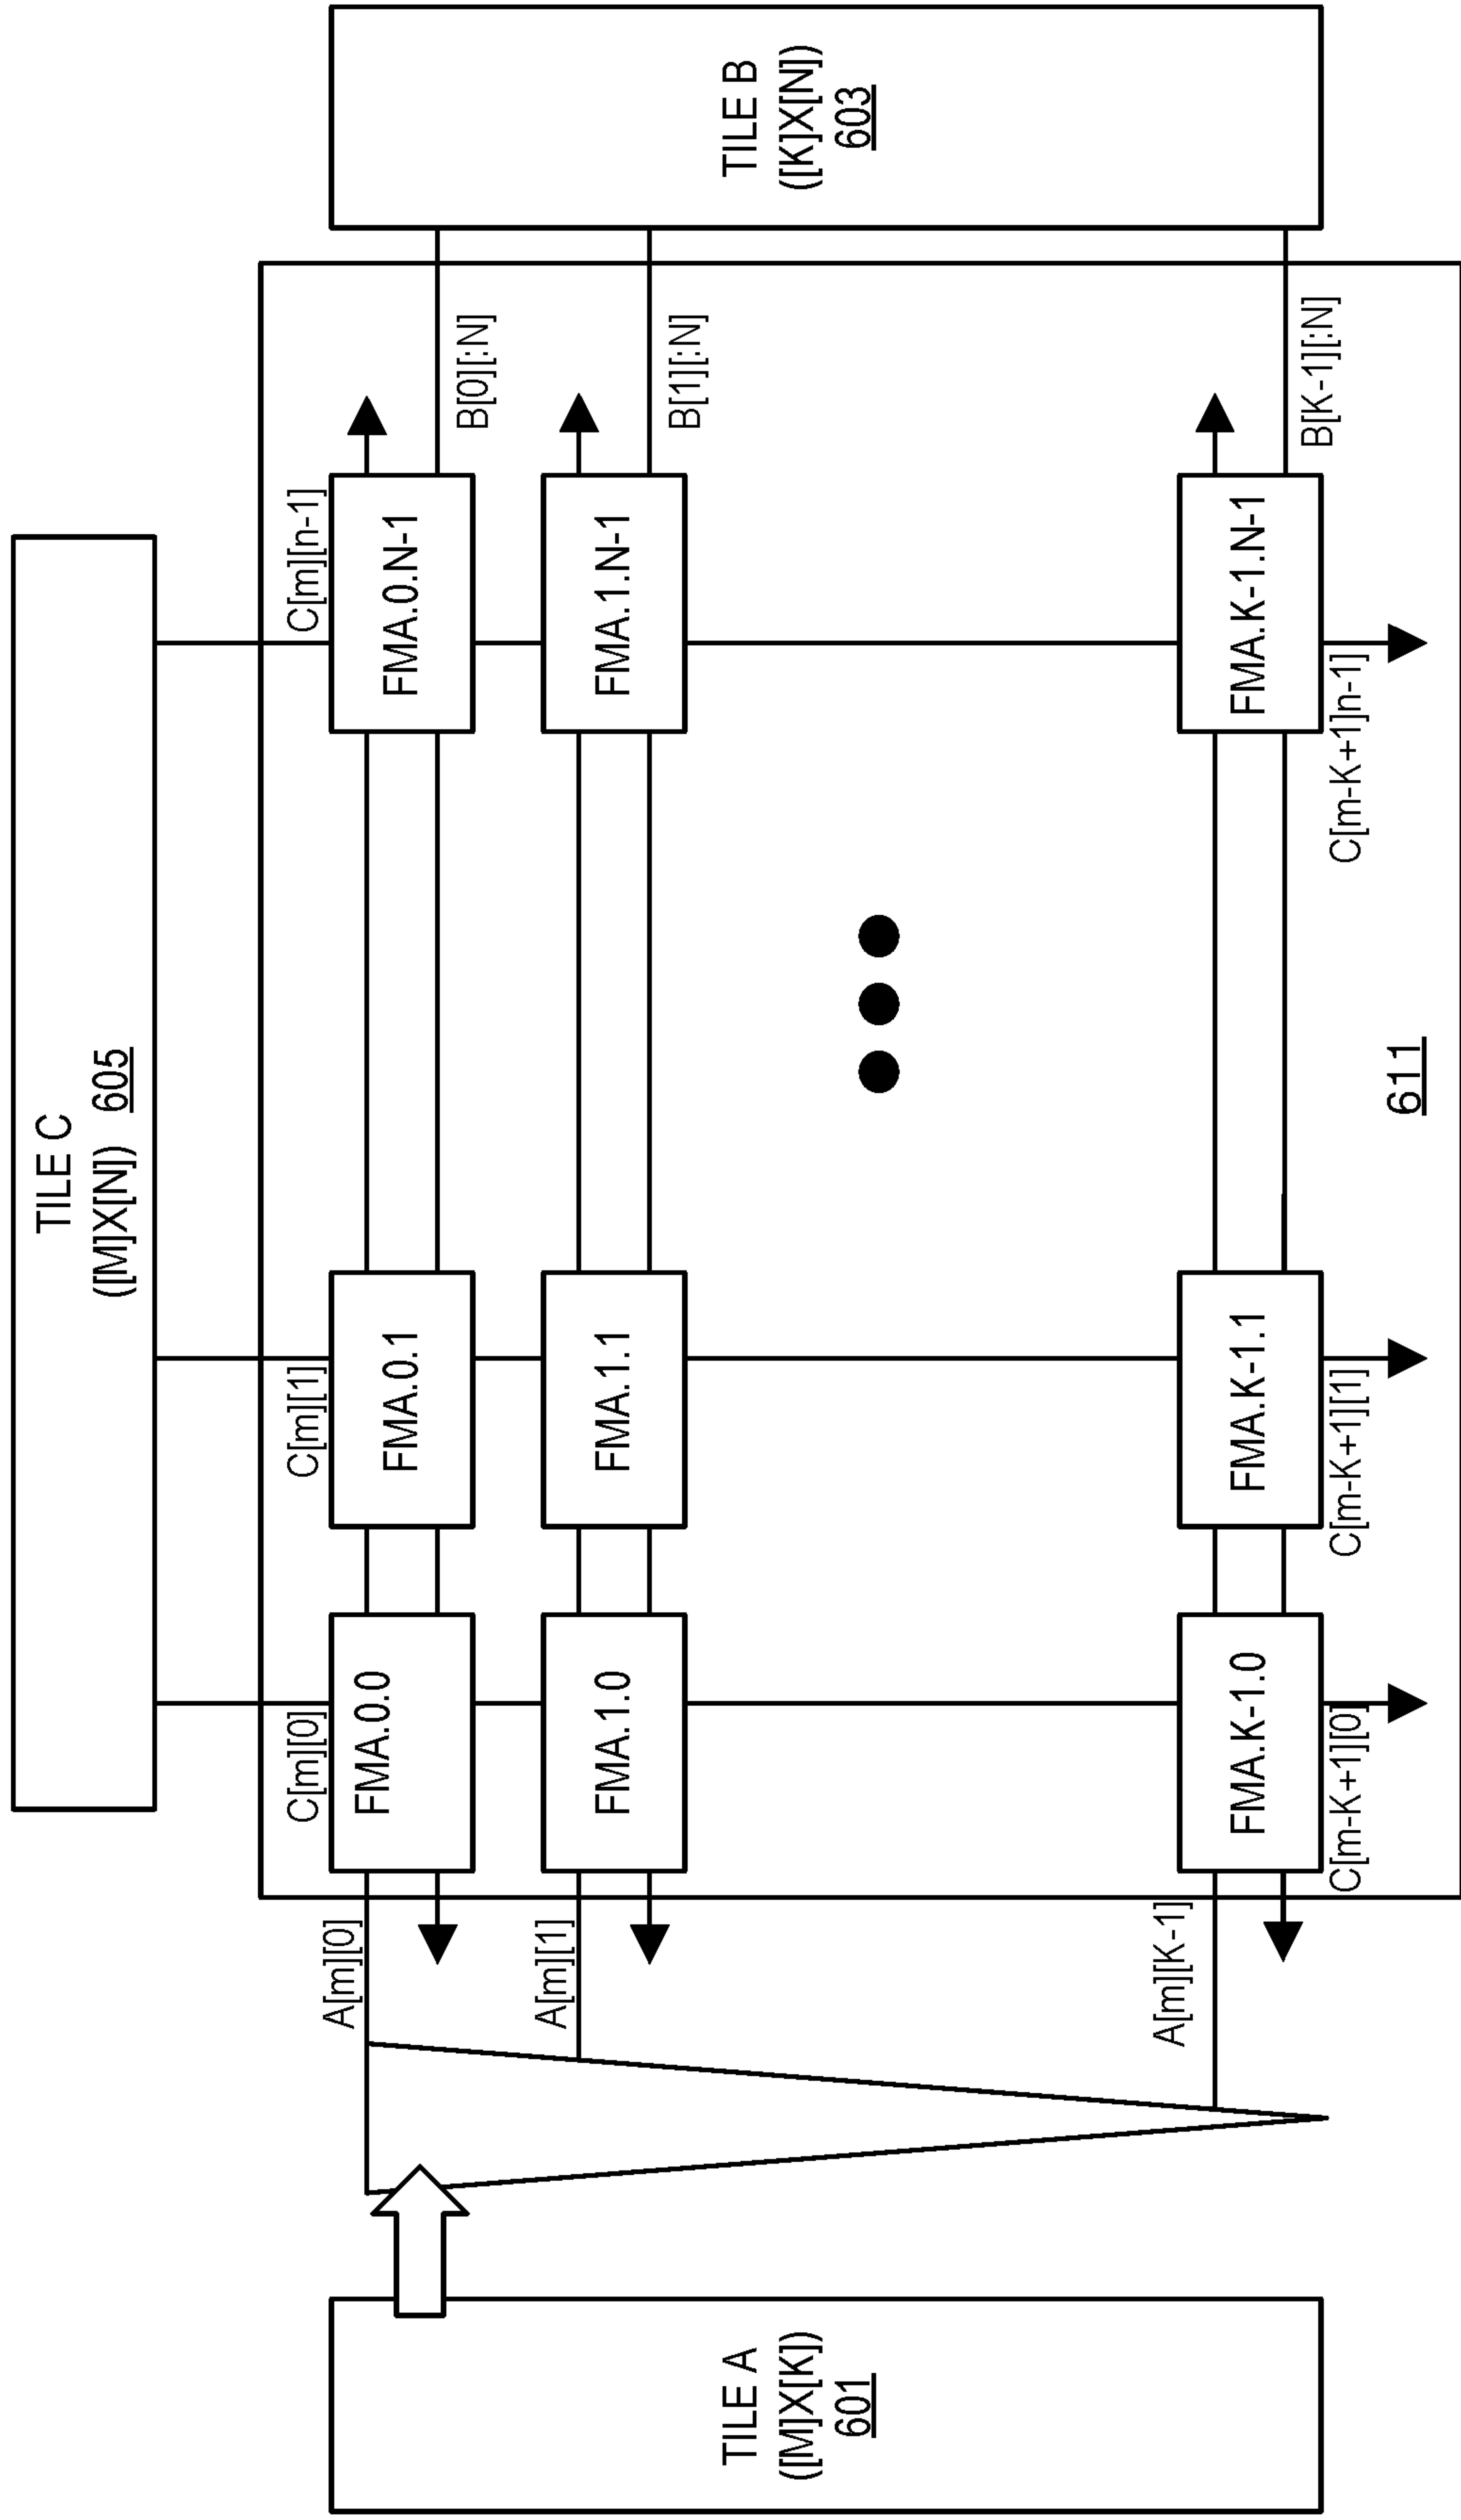 TILE C
([M]X[N]) 605
C[m][0]
C[m][1]
C[m][n-1]
A[m][0]
FMA.0.0
FMA.0.1
FMA.0.N-1
B[0][:N]
A[m][1]
FMA.1.0
FMA.1.1
FMA.1.N-1
B[1][:N]
TILE A
([M]X[K])
601
TILE B
([K]X[N])
603
A[m][K-1]
FMA.K-1.0
FMA.K-1.1
FMA.K-1.N-1
B[K-1][:N]
C[m-K+1][0]
C[m-K+1][1]
C[m-K+1]n-1]
611